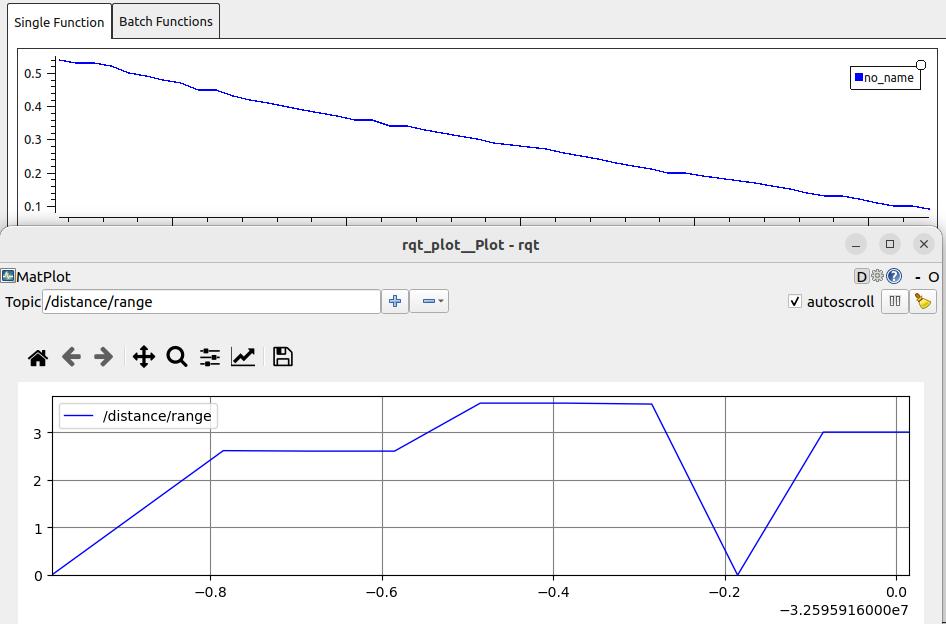 Single Function Batch Functions
no_name
0.5
0.4
0.3
0.2
0.1
rqt_plot__Plot - rqt
MatPlot D - O
Topic /distance/range autoscroll
/distance/range
3
2
1
0
−0.8 −0.6 −0.4 −0.2 0.0
−3.2595916000e7